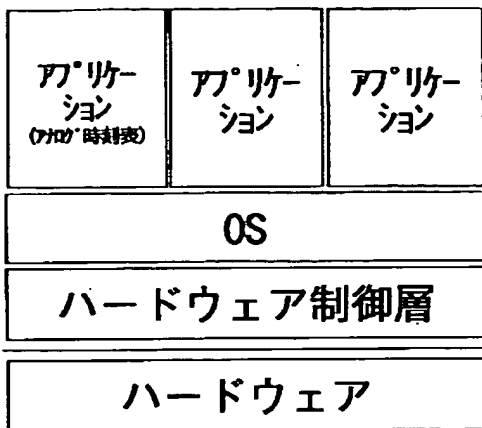 ｱﾌﾟﾘｹｰ
ｼｮﾝ
(ｱﾅﾛｸﾞ時刻表)
ｱﾌﾟﾘｹｰ
ｼｮﾝ
ｱﾌﾟﾘｹｰ
ｼｮﾝ
OS
ハードウェア制御層
ハードウェア